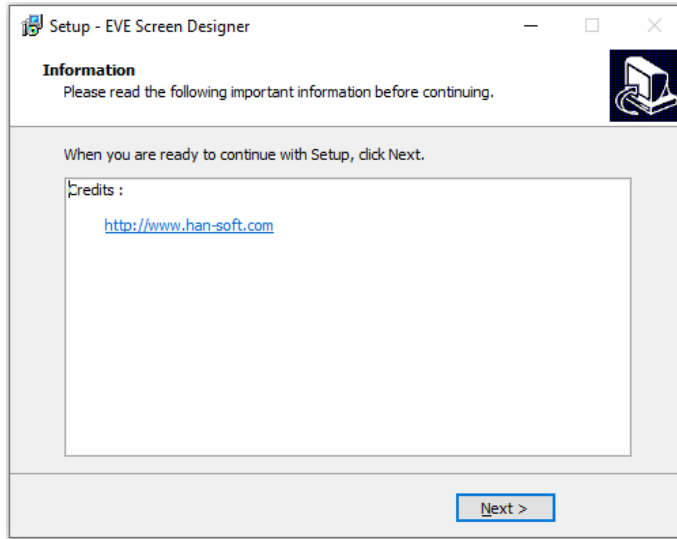 Setup - EVE Screen Designer
Information
Please read the following important information before continuing.
When you are ready to continue with Setup, click Next.
Credits :
http://www.han-soft.com
Next >